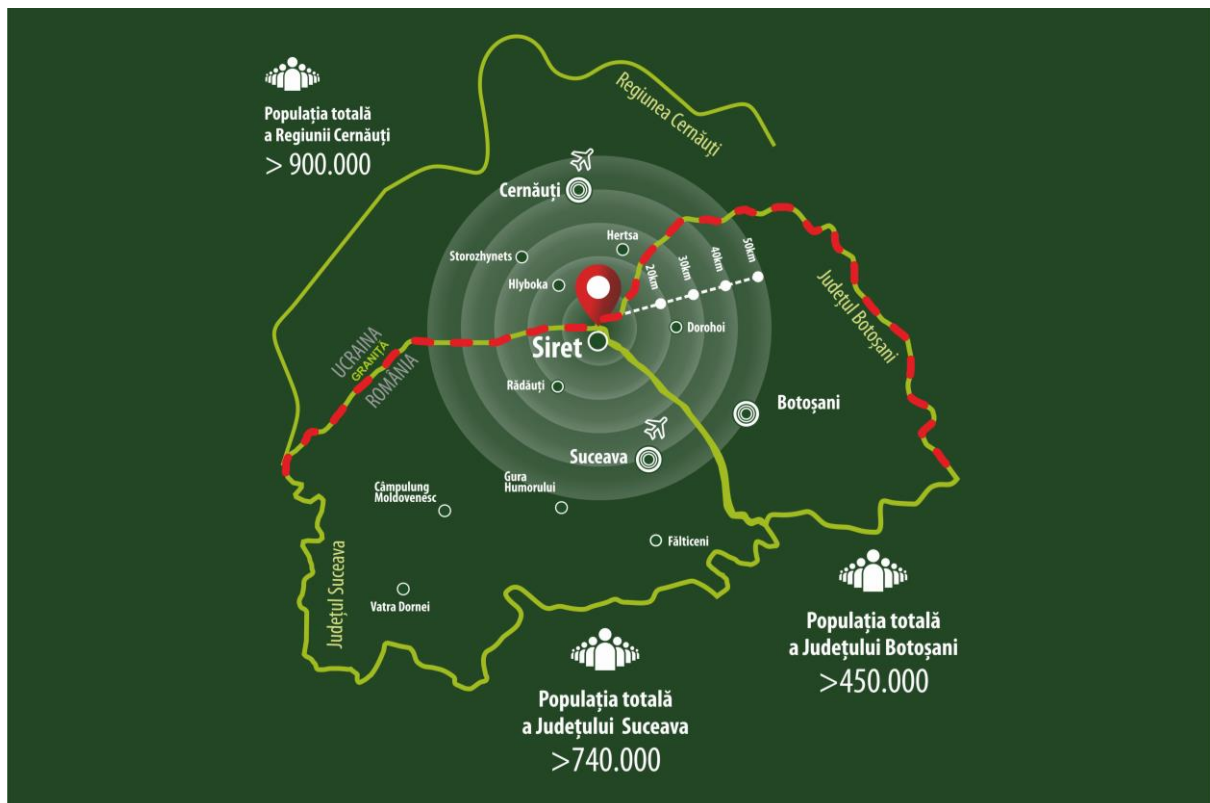 Populația totală
a Regiunii Cernăuți
> 900.000
Regiunea Cernăuți
Cernăuți
Hertsa
Storozhynets
Hlyboka
20km
30km
40km
50km
Județul Botoșani
Dorohoi
Siret
UCRAINA
GRANIȚA
ROMÂNIA
Rădăuți
Botoșani
Suceava
Gura
Humorului
Câmpulung
Moldovenesc
Fălticeni
Județul Suceava
Vatra Dornei
Populația totală
a Județului Botoșani
>450.000
Populația totală
a Județului Suceava
>740.000